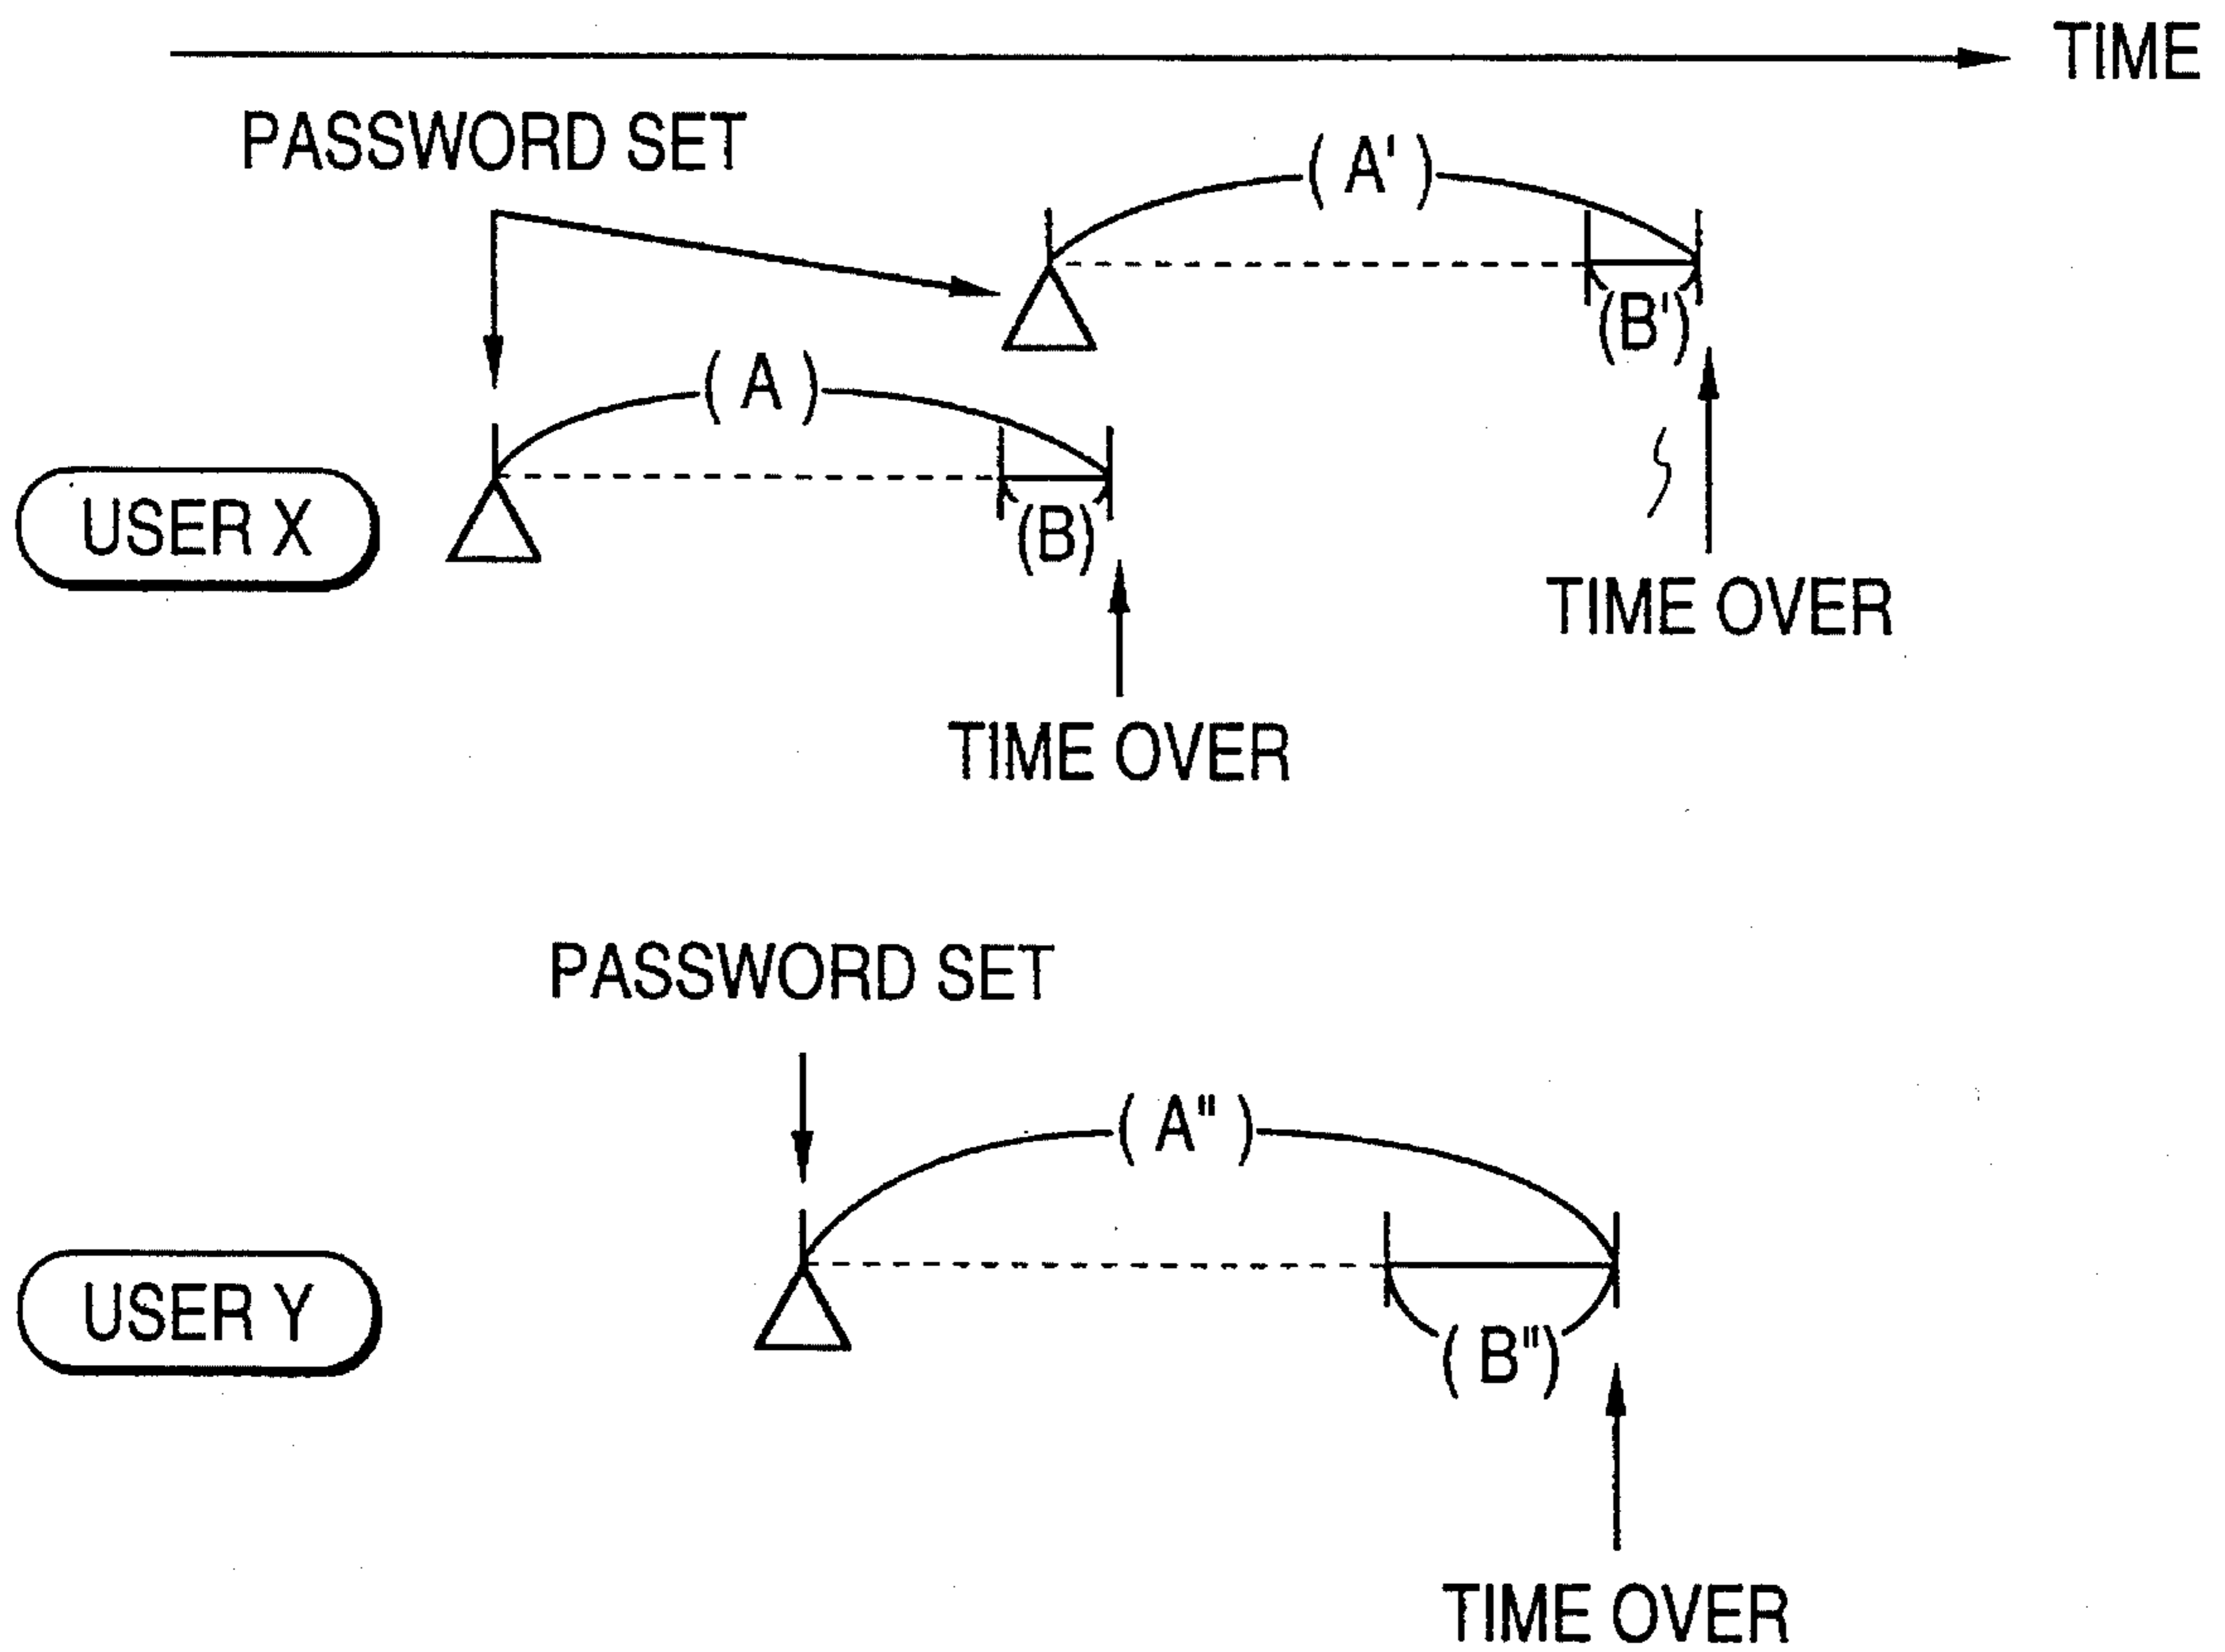 TIME
PASSWORD SET
( A' )
(B')
( A )
USER X
(B)
TIME OVER
TIME OVER
PASSWORD SET
( A" )
USER Y
( B" )
TIME OVER